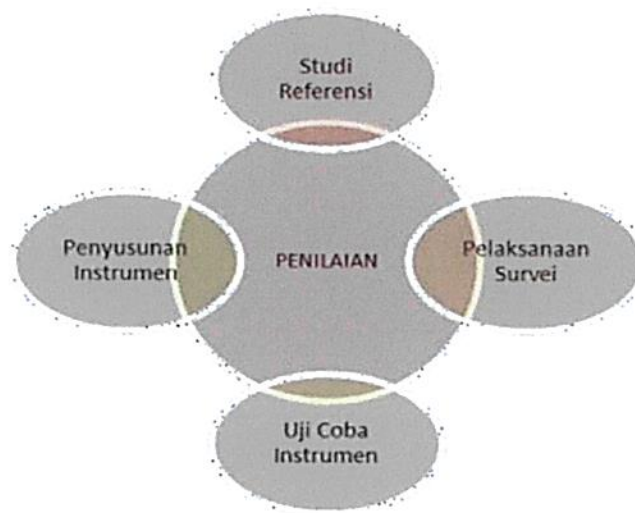 Studi
Referensi
Penyusunan
Instrumen
PENILAIAN
Pelaksanaan
Survei
Uji Coba
Instrumen